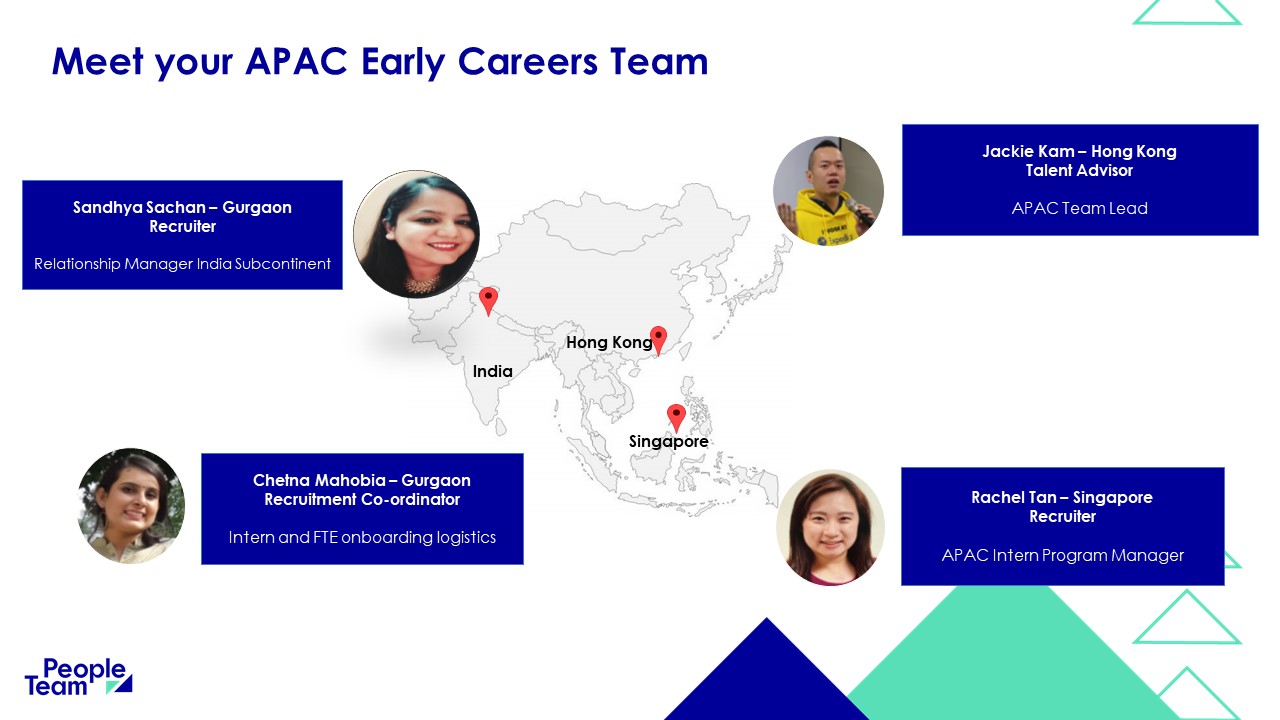 Meet your APAC Early Careers Team
Jackie Kam – Hong Kong
Talent Advisor
APAC Team Lead
Sandhya Sachan – Gurgaon
Recruiter
Relationship Manager India Subcontinent
Hong Kong
India
Singapore
Chetna Mahobia – Gurgaon
Recruitment Co-ordinator
Intern and FTE onboarding logistics
Rachel Tan – Singapore
Recruiter
APAC Intern Program Manager
People
Team